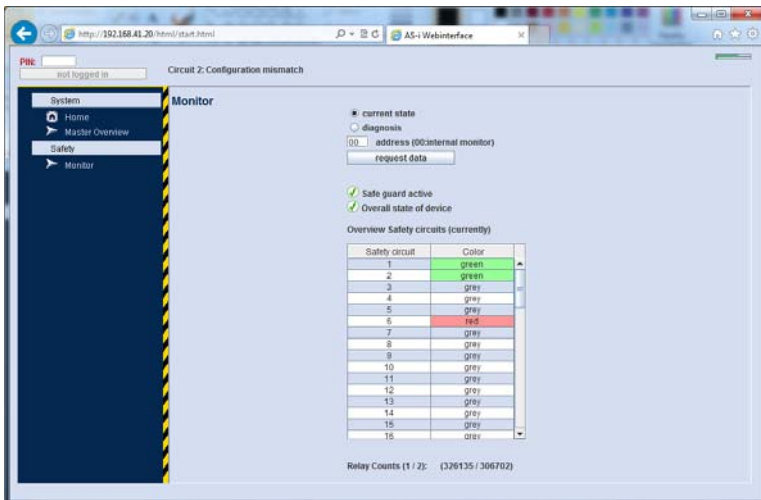 http://192.168.41.20/html/start.html
AS-i Webinterface
PIN:
not logged in
Circuit 2: Configuration mismatch
System
Home
Master Overview
Safety
Monitor
Monitor
current state
diagnosis
00 address (00:internal monitor)
request data
Safe guard active
Overall state of device
Overview Safety circuits (currently)
Safety circuit Color
1 green
2 green
3 grey
4 grey
5 grey
6 red
7 grey
8 grey
9 grey
10 grey
11 grey
12 grey
13 grey
14 grey
15 grey
16 grey
Relay Counts (1 / 2): (326135 / 306702)